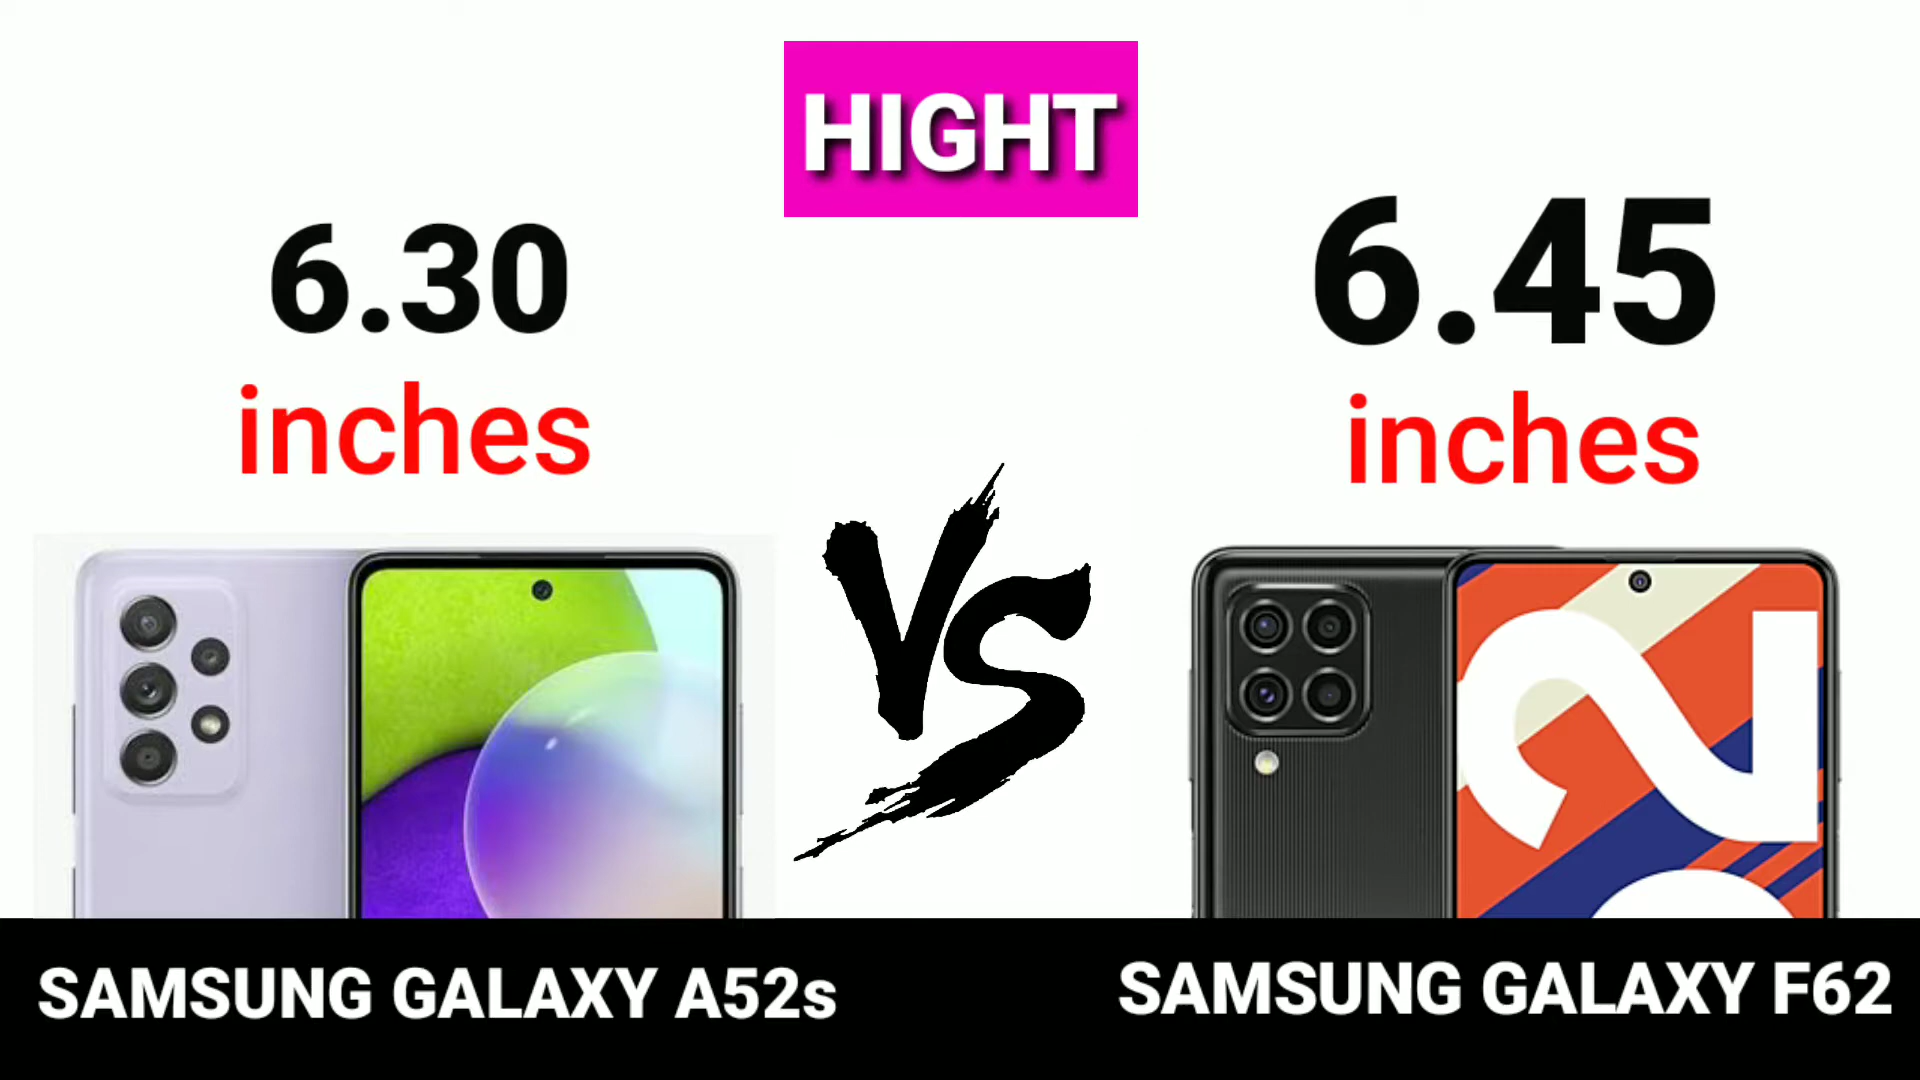 HIGHT
6.30
inches
6.45
inches
VS
SAMSUNG GALAXY A52s
SAMSUNG GALAXY F62